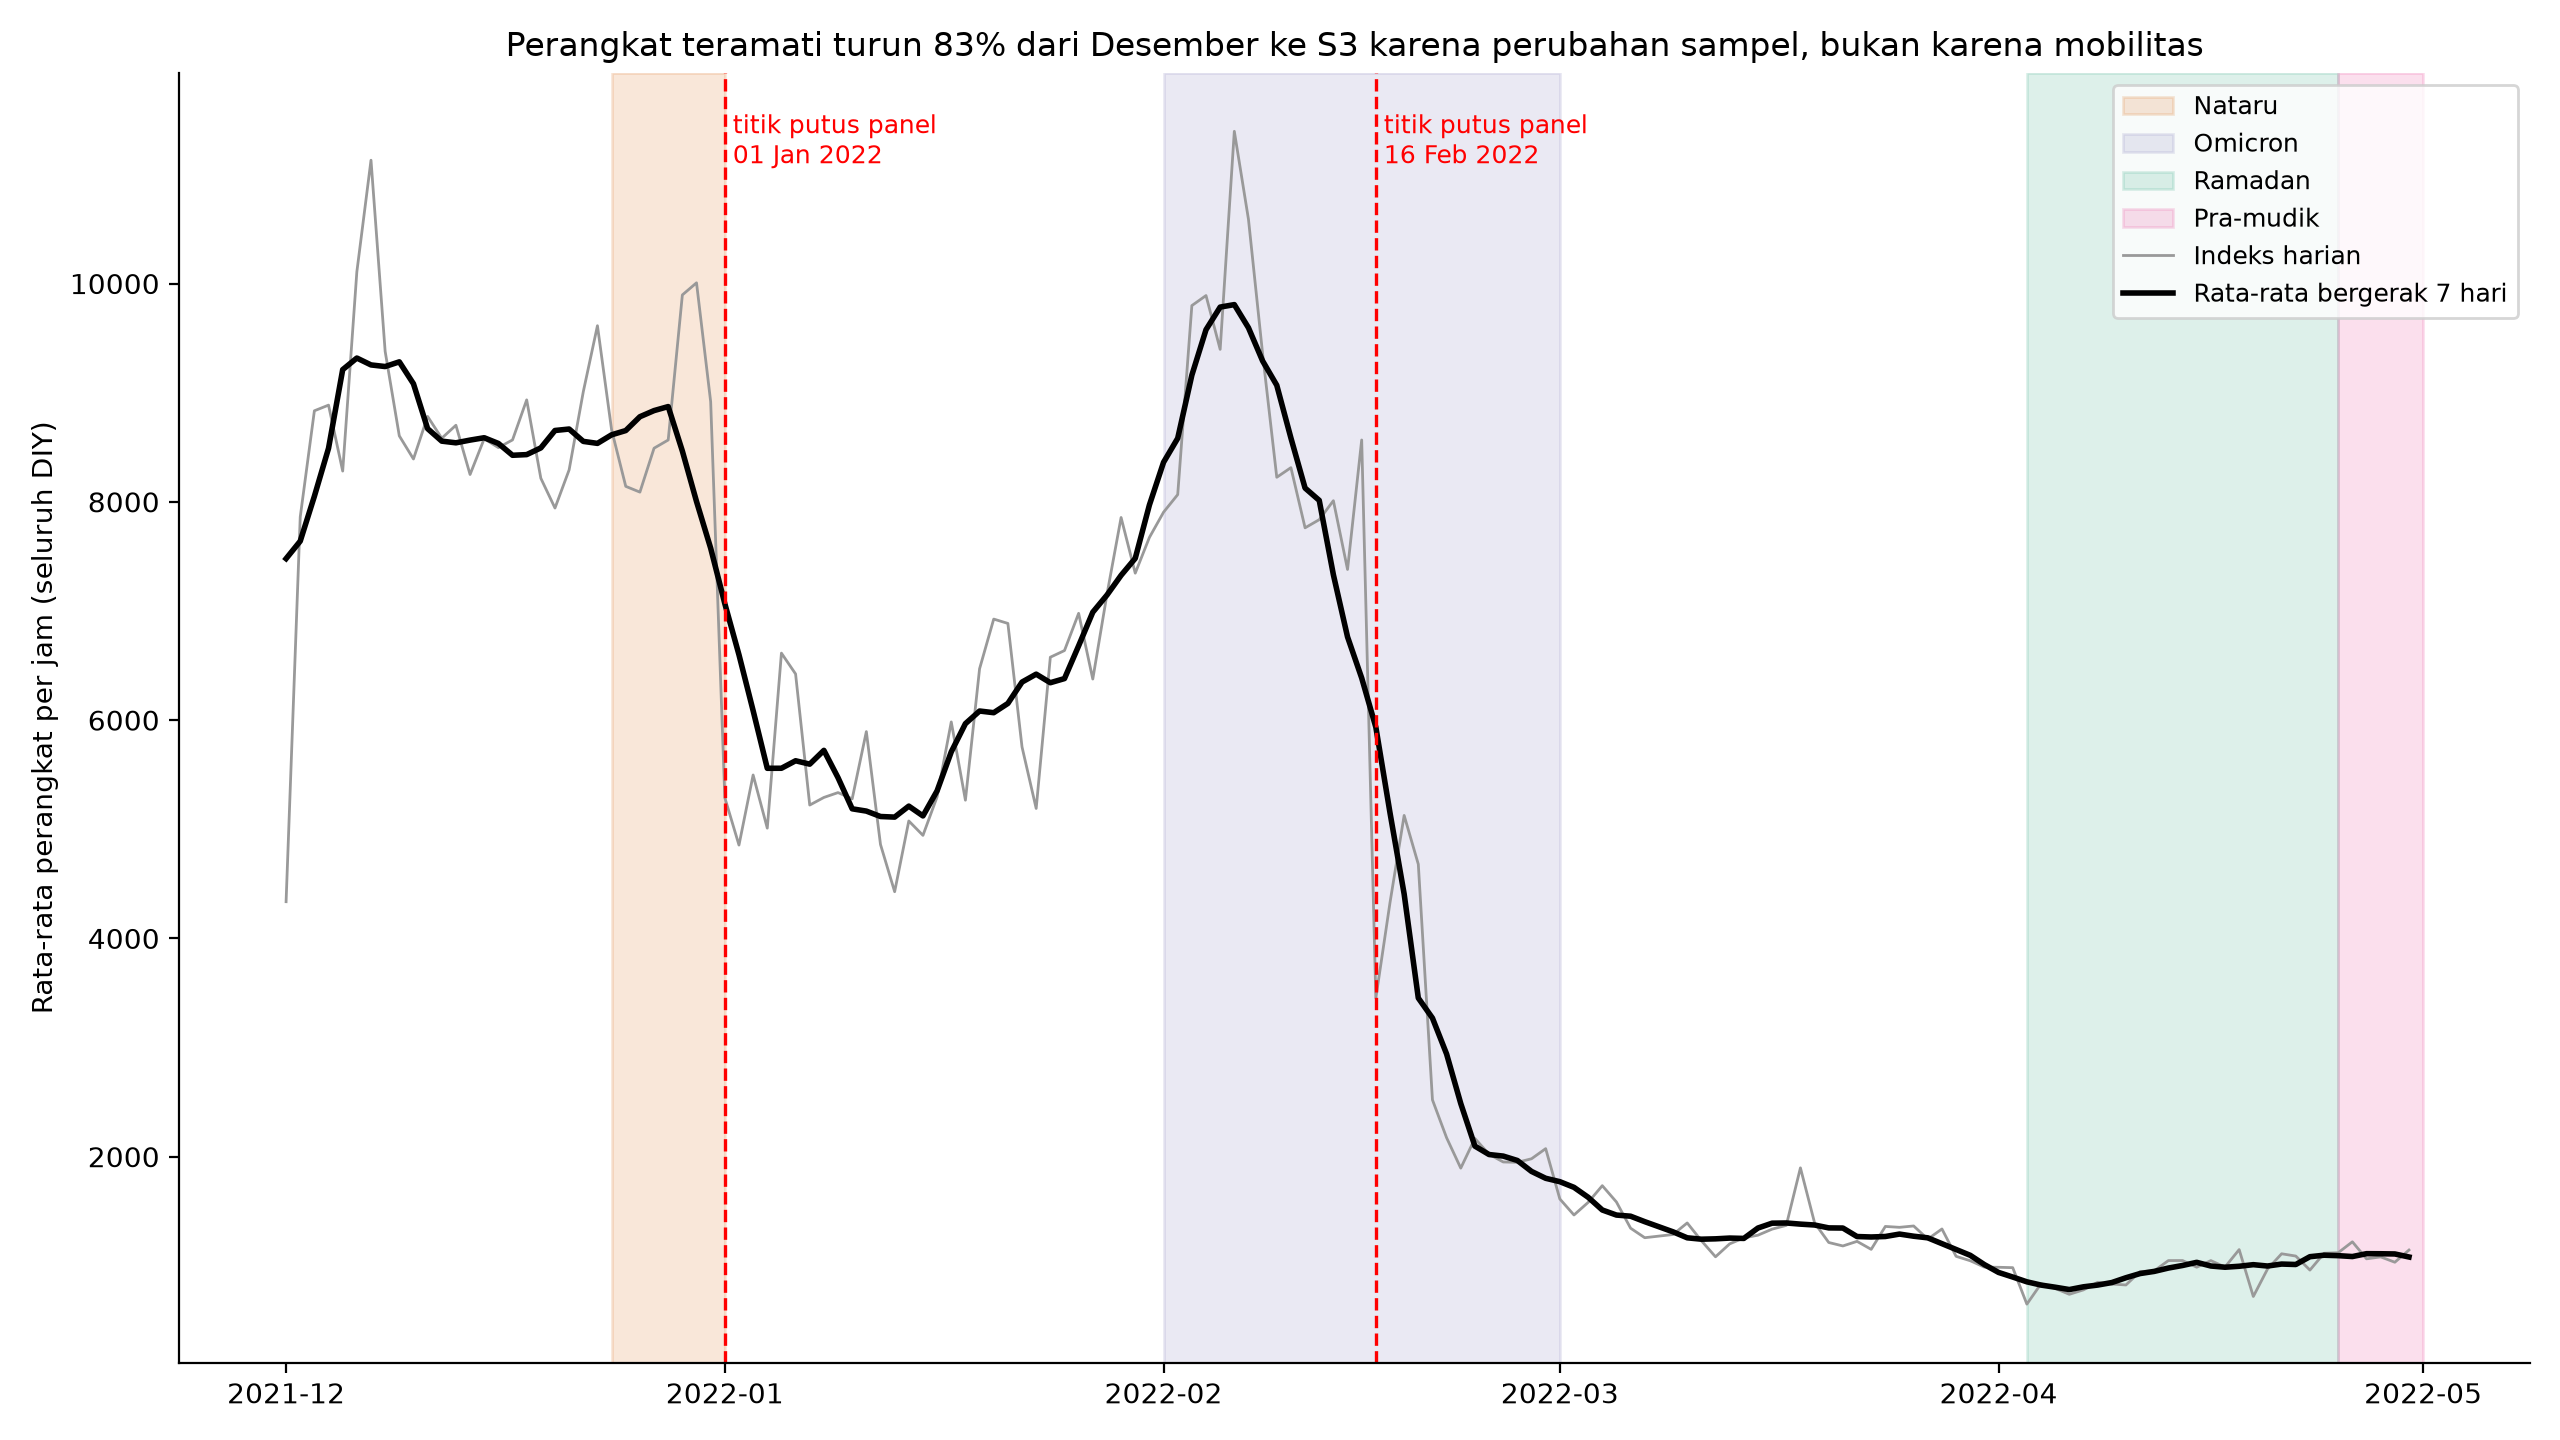 Perangkat teramati turun 83% dari Desember ke S3 karena perubahan sampel, bukan karena mobilitas
titik putus panel
01 Jan 2022
titik putus panel
16 Feb 2022
Nataru
Omicron
Ramadan
Pra-mudik
Indeks harian
Rata-rata bergerak 7 hari
Rata-rata perangkat per jam (seluruh DIY)
10000
8000
6000
4000
2000
2021-12
2022-01
2022-02
2022-03
2022-04
2022-05